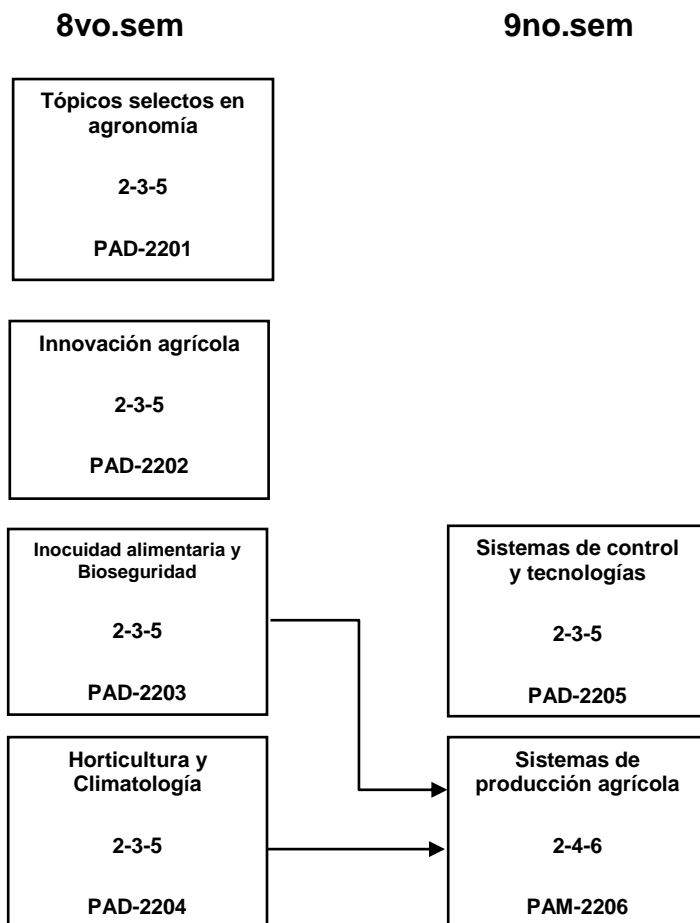 8vo.sem
9no.sem
Tópicos selectos en
agronomía
2-3-5
PAD-2201
Innovación agrícola
2-3-5
PAD-2202
Inocuidad alimentaria y
Bioseguridad
2-3-5
PAD-2203
Sistemas de control
y tecnologías
2-3-5
PAD-2205
Horticultura y
Climatología
2-3-5
PAD-2204
Sistemas de
producción agrícola
2-4-6
PAM-2206